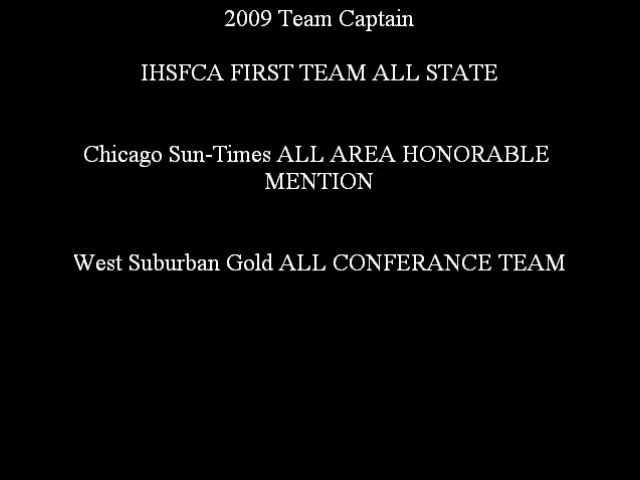 2009 Team Captain
IHSFCA FIRST TEAM ALL STATE
Chicago Sun-Times ALL AREA HONORABLE
MENTION
West Suburban Gold ALL CONFERANCE TEAM